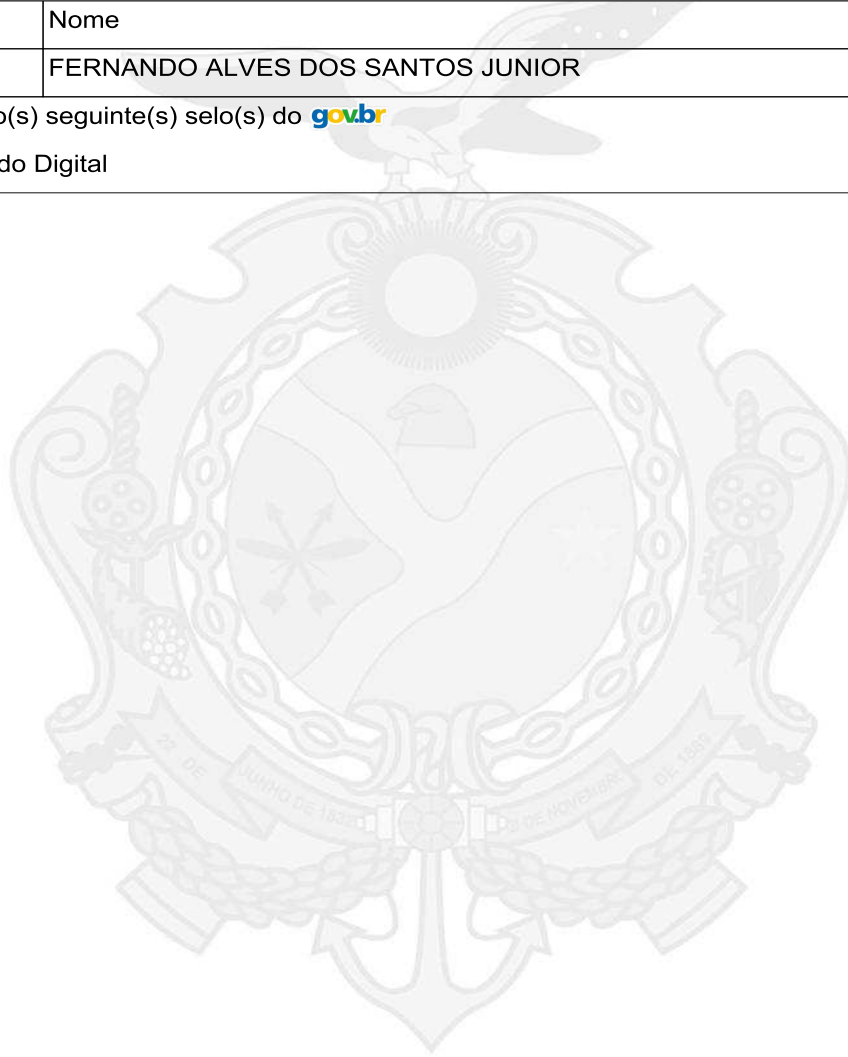 Nome
FERNANDO ALVES DOS SANTOS JUNIOR
o(s) seguinte(s) selo(s) do gov.br
do Digital
22 DE
JUNHO DE
DE NOVEMBRO
DE 1889